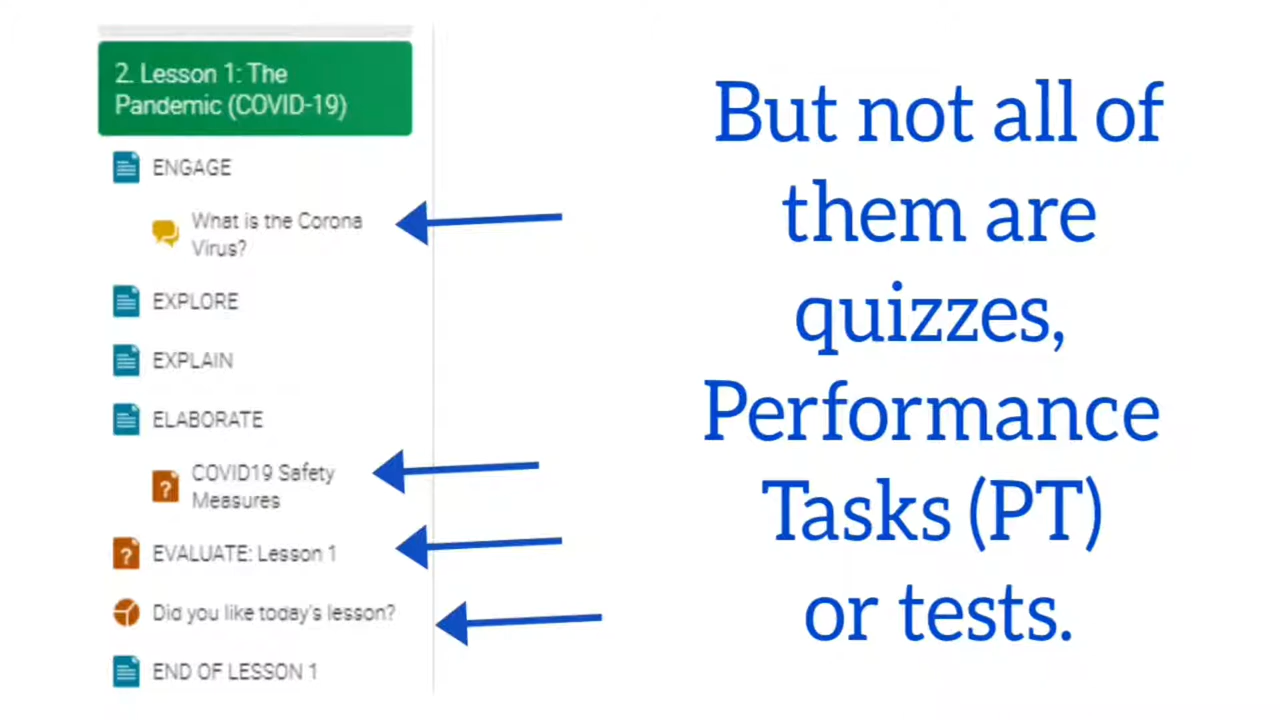 2. Lesson 1: The
Pandemic (COVID-19)
ENGAGE
What is the Corona
Virus?
EXPLORE
EXPLAIN
ELABORATE
COVID19 Safety
Measures
EVALUATE: Lesson 1
Did you like today's lesson?
END OF LESSON 1
But not all of
them are
quizzes,
Performance
Tasks (PT)
or tests.